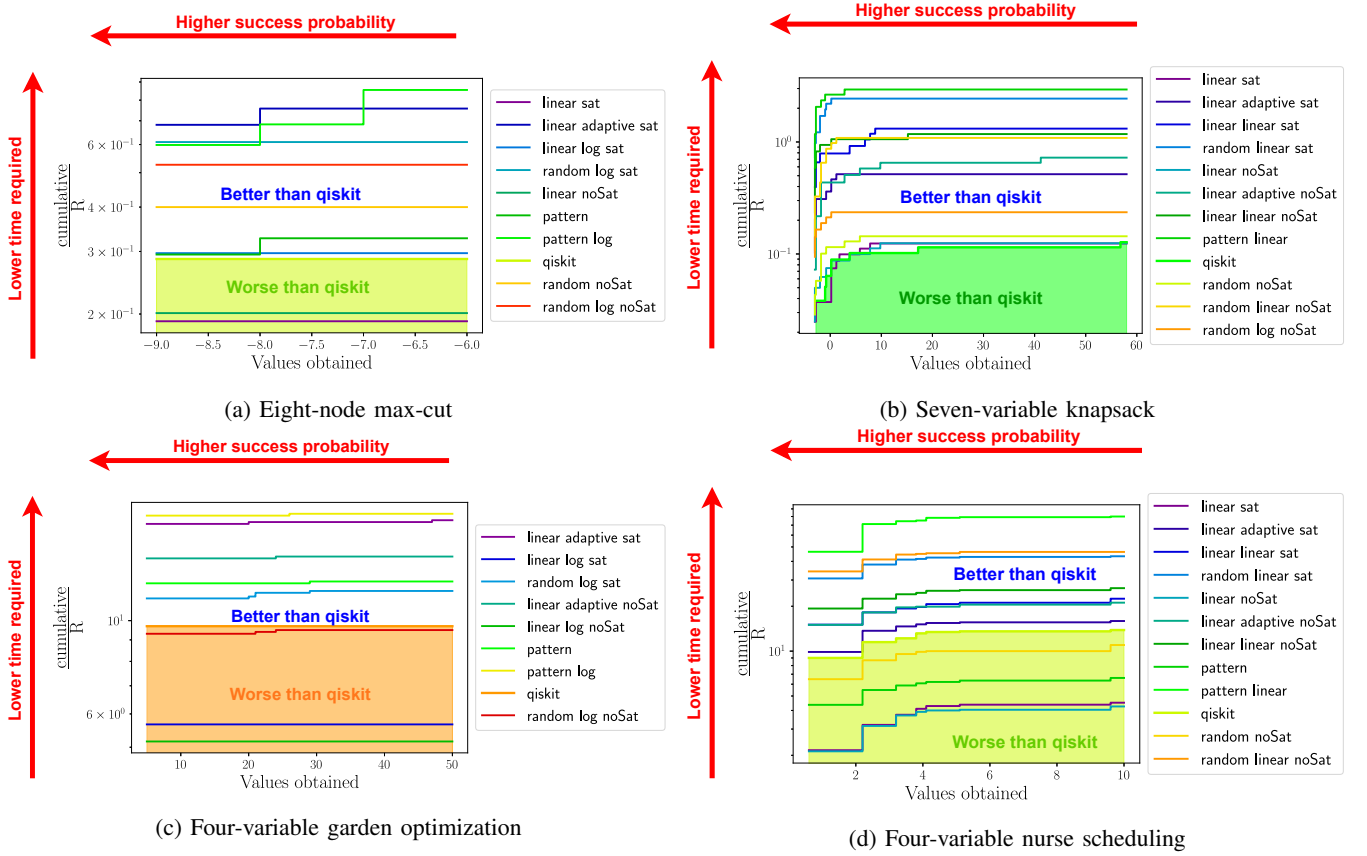 Higher success probability
Lower time required
cumulative
R
6 × 10⁻¹
4 × 10⁻¹
3 × 10⁻¹
2 × 10⁻¹
Better than qiskit
Worse than qiskit
−9.0 −8.5 −8.0 −7.5 −7.0 −6.5 −6.0
Values obtained
linear sat
linear adaptive sat
linear log sat
random log sat
linear noSat
pattern
pattern log
qiskit
random noSat
random log noSat
(a) Eight-node max-cut
Higher success probability
Lower time required
cumulative
R
10⁰
10⁻¹
Better than qiskit
Worse than qiskit
0 10 20 30 40 50 60
Values obtained
linear sat
linear adaptive sat
linear linear sat
random linear sat
linear noSat
linear adaptive noSat
linear linear noSat
pattern linear
qiskit
random noSat
random linear noSat
random log noSat
(b) Seven-variable knapsack
Higher success probability
Lower time required
cumulative
R
10¹
6 × 10⁰
Better than qiskit
Worse than qiskit
10 20 30 40 50
Values obtained
linear adaptive sat
linear log sat
random log sat
linear adaptive noSat
linear log noSat
pattern
pattern log
qiskit
random log noSat
(c) Four-variable garden optimization
Higher success probability
Lower time required
cumulative
R
10¹
Better than qiskit
Worse than qiskit
2 4 6 8 10
Values obtained
linear sat
linear adaptive sat
linear linear sat
random linear sat
linear noSat
linear adaptive noSat
linear linear noSat
pattern
pattern linear
qiskit
random noSat
random linear noSat
(d) Four-variable nurse scheduling